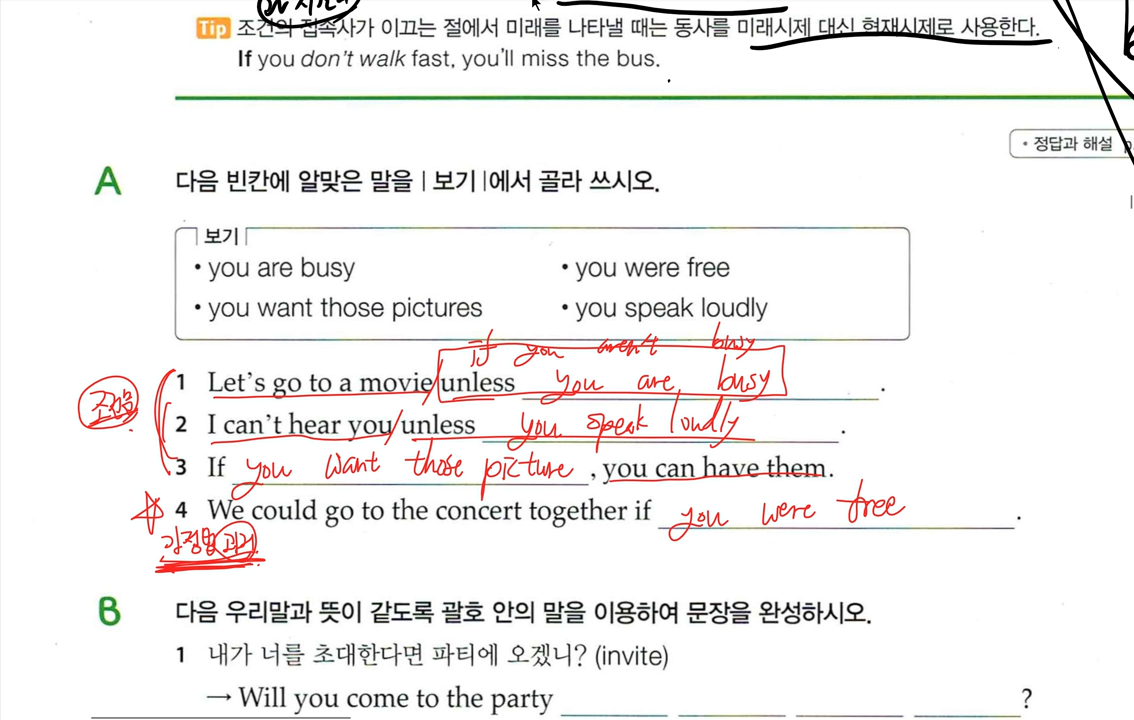 Tip 조건의 접속사가 이끄는 절에서 미래를 나타낼 때는 동사를 미래시제 대신 현재시제로 사용한다.
If you don't walk fast, you'll miss the bus.
• 정답과 해설
A 다음 빈칸에 알맞은 말을 | 보기 |에서 골라 쓰시오.
보기
• you are busy • you were free
• you want those pictures • you speak loudly
if you aren't busy
1 Let's go to a movie/unless you are busy.
조건
2 I can't hear you/unless you speak loudly.
3 If you want those picture, you can have them.
4 We could go to the concert together if you were free.
가정법 과거
B 다음 우리말과 뜻이 같도록 괄호 안의 말을 이용하여 문장을 완성하시오.
1 내가 너를 초대한다면 파티에 오겠니? (invite)
→ Will you come to the party ____ ____ ____ ____?